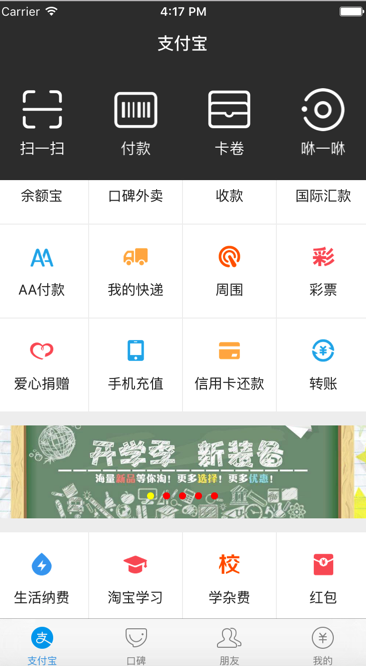 Carrier 4:17 PM
支付宝
扫一扫 付款 卡卷 咻一咻
余额宝 口碑外卖 收款 国际汇款
AA 彩
AA付款 我的快递 周围 彩票
爱心捐赠 手机充值 信用卡还款 转账
开学季 新装备
海量新品等你淘!更多选择!更多优惠!
校
生活纳费 淘宝学习 学杂费 红包
支
支付宝 口碑 朋友 我的